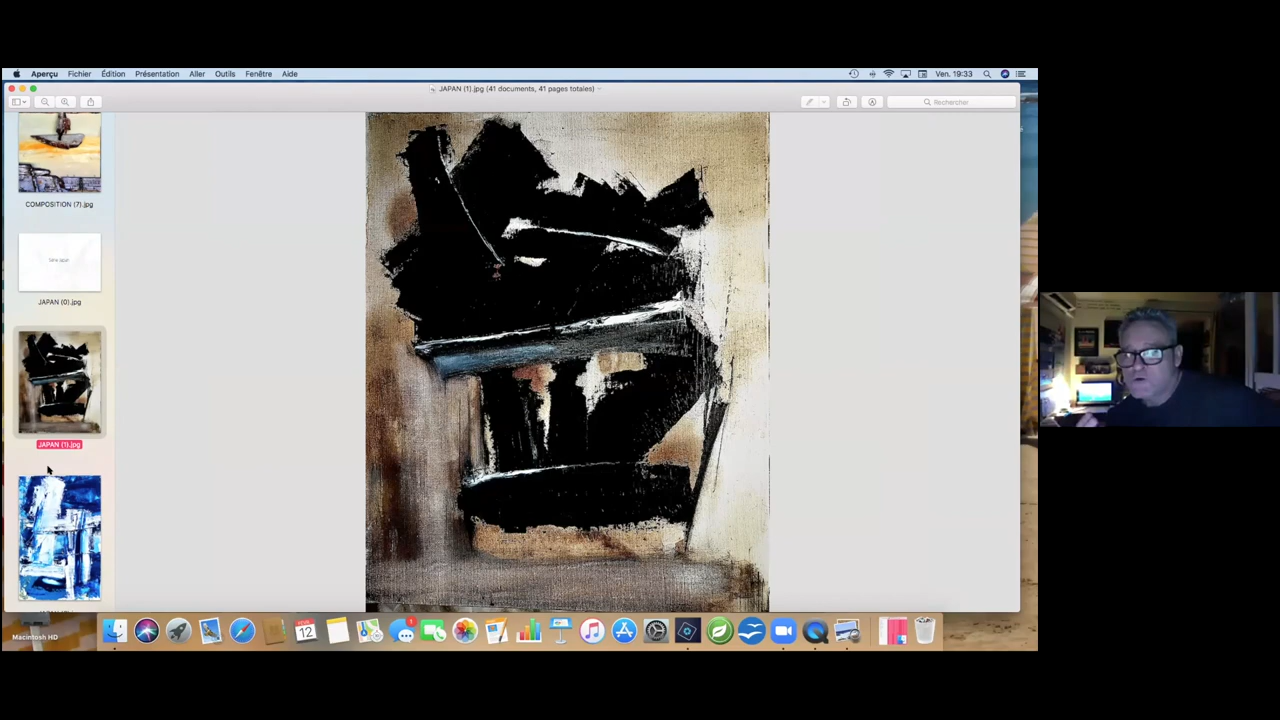 Aperçu Fichier Édition Présentation Aller Outils Fenêtre Aide Ven. 19:33
JAPAN (1).jpg (41 documents, 41 pages totales)
Rechercher
COMPOSITION (7).jpg
JAPAN (0).jpg
JAPAN (1).jpg
Macintosh HD
12
1